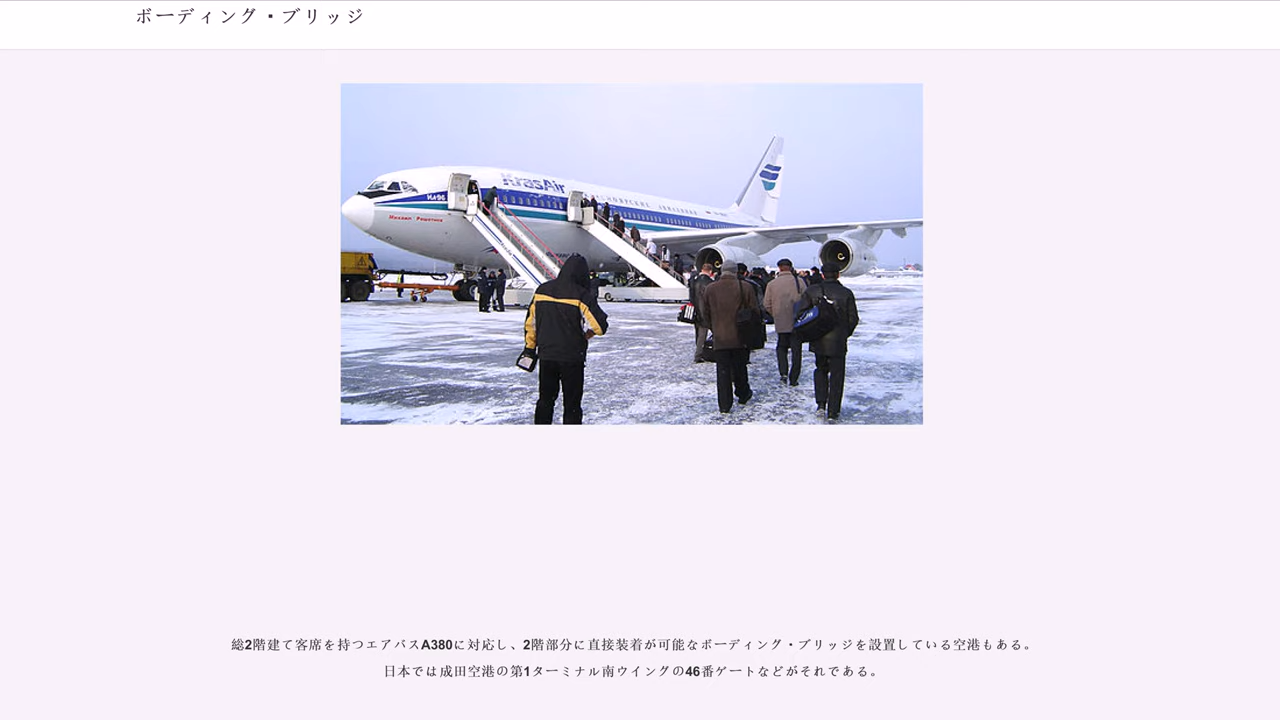 ボーディング・ブリッジ
KrasAir
ИЛ96
総2階建て客席を持つエアバスA380に対応し、2階部分に直接装着が可能なボーディング・ブリッジを設置している空港もある。
日本では成田空港の第1ターミナル南ウイングの46番ゲートなどがそれである。